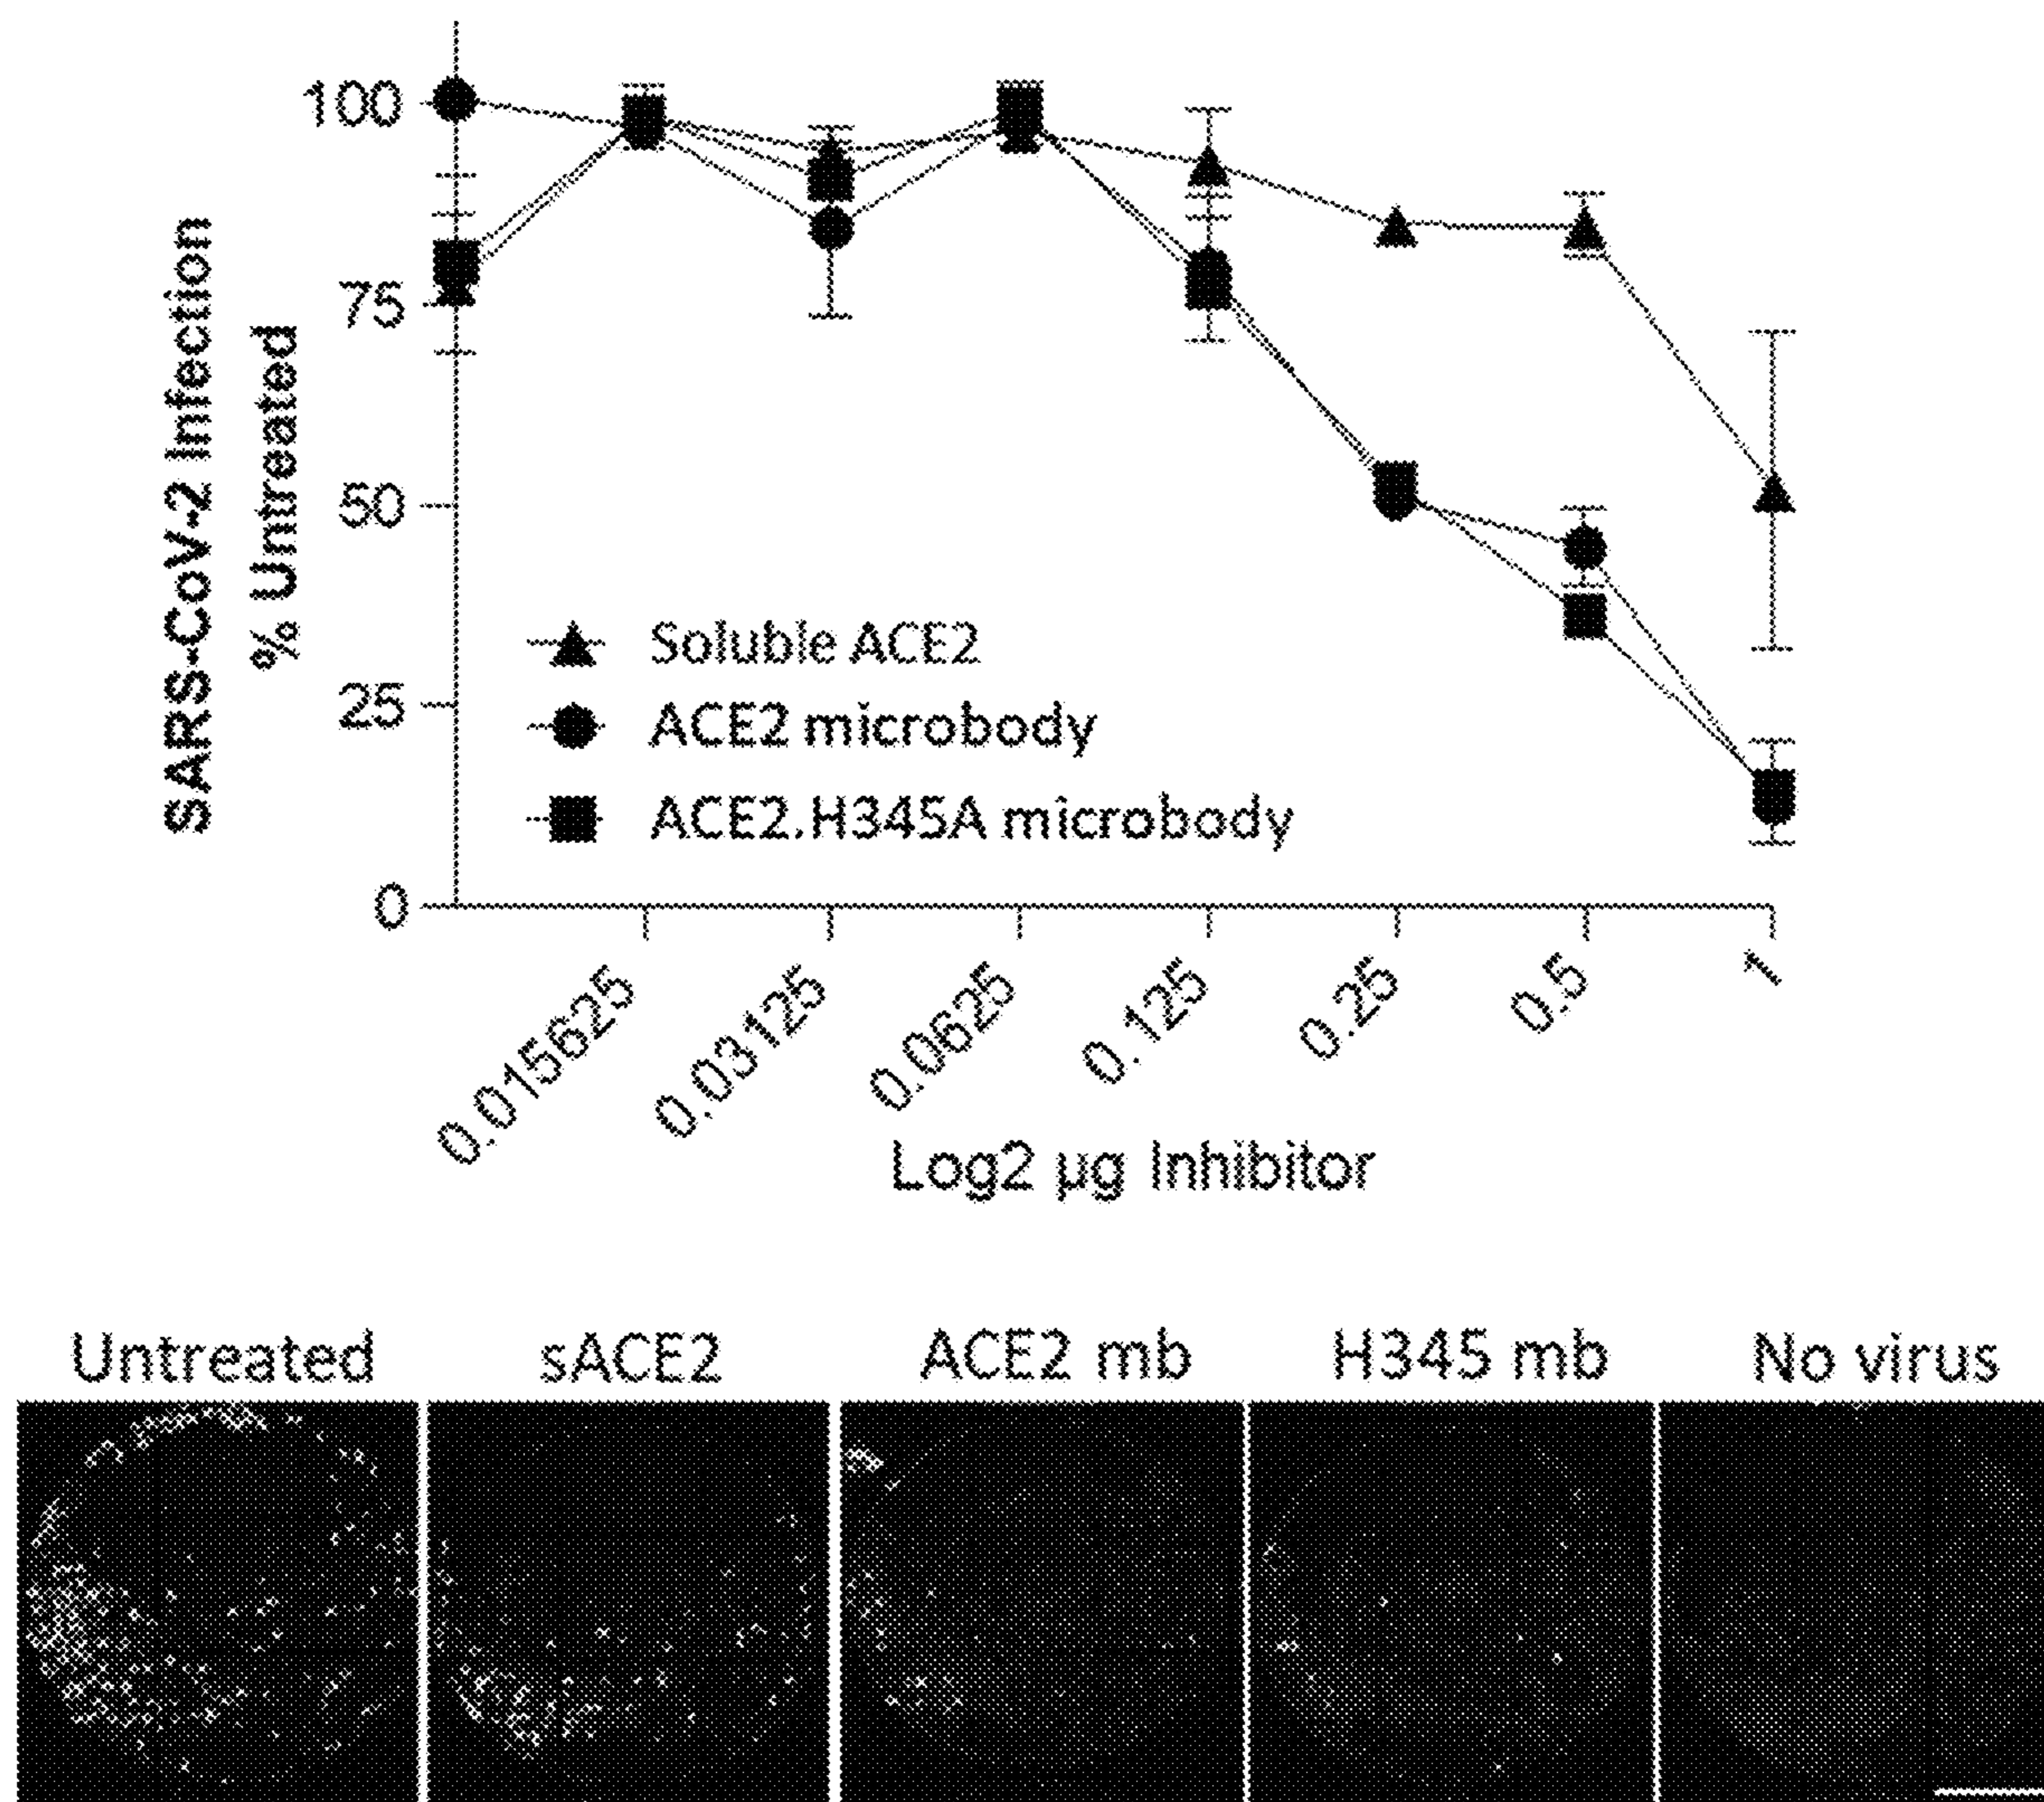 100
75
50
25
0
SARS-CoV-2 Infection
% Untreated
Soluble ACE2
ACE2 microbody
ACE2.H345A microbody
0.015625
0.03125
0.0625
0.125
0.25
0.5
1
Log2 µg Inhibitor
Untreated sACE2 ACE2 mb H345 mb No virus